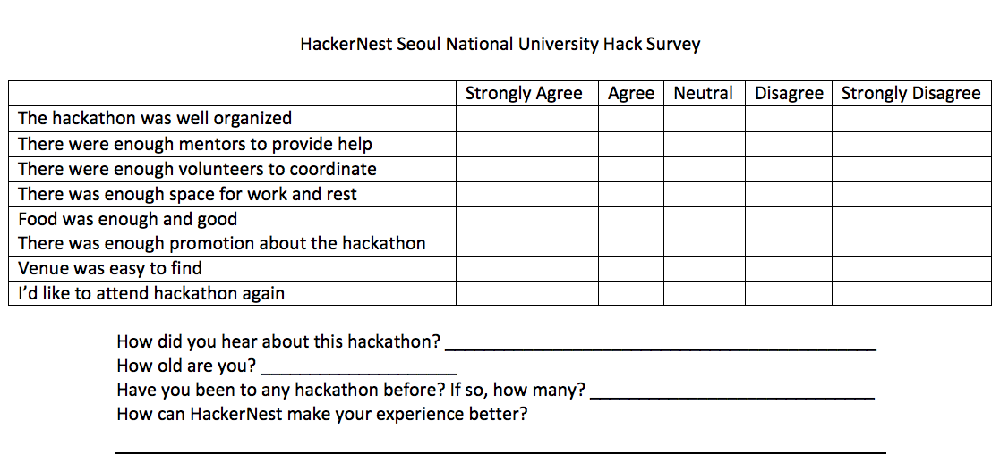 HackerNest Seoul National University Hack Survey
Strongly Agree Agree Neutral Disagree Strongly Disagree
The hackathon was well organized
There were enough mentors to provide help
There were enough volunteers to coordinate
There was enough space for work and rest
Food was enough and good
There was enough promotion about the hackathon
Venue was easy to find
I’d like to attend hackathon again
How did you hear about this hackathon?
How old are you?
Have you been to any hackathon before? If so, how many?
How can HackerNest make your experience better?